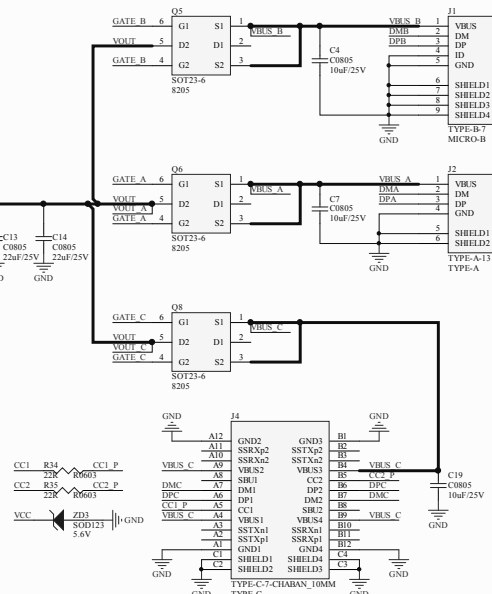 Q5
GATE_B 6 G1 S1 1
VOUT 5 D2 D1 2 VBUS_B
GATE_B 4 G2 S2 3
SOT23-6
8205
C4
C0805
10uF/25V
J1
VBUS_B 1 VBUS
DMB 2 DM
DPB 3 DP
4 ID
5 GND
6 SHIELD1
7 SHIELD2
8 SHIELD3
9 SHIELD4
GND
TYPE-B-7
MICRO-B
Q6
GATE_A 6 G1 S1 1
VOUT 5 D2 D1 2 VBUS_A
VOUT_A
GATE_A 4 G2 S2 3
SOT23-6
8205
C7
C0805
10uF/25V
J2
VBUS_A 1 VBUS
DMA 2 DM
DPA 3 DP
4 GND
5 SHIELD1
6 SHIELD2
GND
TYPE-A-13
TYPE-A
C13
C0805
22uF/25V
C14
C0805
22uF/25V
GND
Q8
GATE_C 6 G1 S1 1
VOUT 5 D2 D1 2 VBUS_C
VOUT_C
GATE_C 4 G2 S2 3
SOT23-6
8205
J4
GND
GND
A12 GND2 GND3 B1
A11 SSRXp2 SSTXp2 B2
A10 SSRXn2 SSTXn2 B3
VBUS_C A9 VBUS2 VBUS3 B4 VBUS_C
A8 SBU1 CC2 B5 CC2_P
DMC A7 DM1 DP2 B6 DPC
DPC A6 DP1 DM2 B7 DMC
CC1_P A5 CC1 SBU2 B8
VBUS_C A4 VBUS1 VBUS4 B9 VBUS_C
A3 SSTXn1 SSRXn1 B10
A2 SSTXp1 SSRXp1 B11
A1 GND1 GND4 B12
C1 SHIELD1 SHIELD4 C4
C2 SHIELD2 SHIELD3 C3
GND
GND
GND
GND
TYPE-C-7-CHABAN_10MM
TYPE-C
CC1 R34 CC1_P
22R R0603
CC2 R35 CC2_P
22R R0603
VCC ZD3 GND
SOD123
5.6V
C19
C0805
10uF/25V
GND